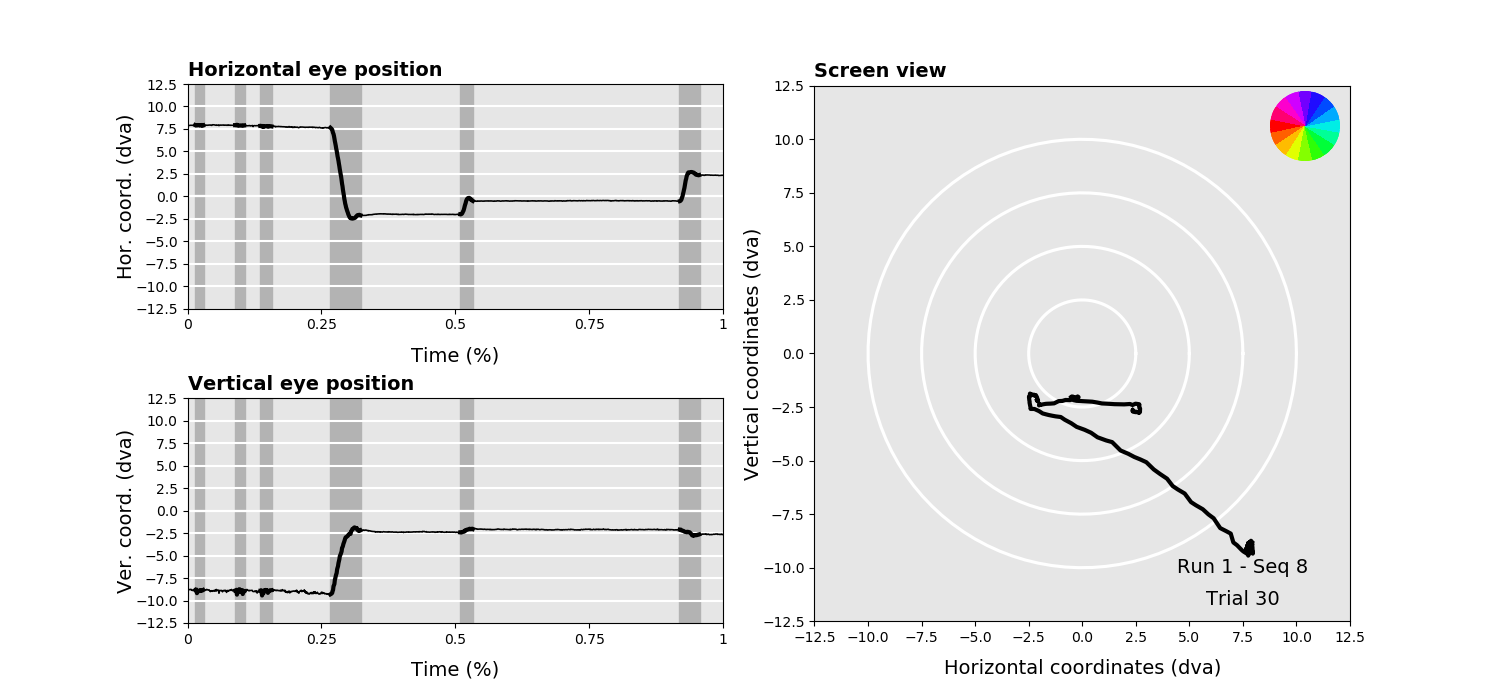 Horizontal eye position
12.5
10.0
7.5
5.0
2.5
0.0
−2.5
−5.0
−7.5
−10.0
−12.5
Hor. coord. (dva)
0 0.25 0.5 0.75 1
Time (%)
Vertical eye position
12.5
10.0
7.5
5.0
2.5
0.0
−2.5
−5.0
−7.5
−10.0
−12.5
Ver. coord. (dva)
0 0.25 0.5 0.75 1
Time (%)
Screen view
12.5
10.0
7.5
5.0
2.5
0.0
−2.5
−5.0
−7.5
−10.0
−12.5
Vertical coordinates (dva)
Run 1 - Seq 8
Trial 30
−12.5 −10.0 −7.5 −5.0 −2.5 0.0 2.5 5.0 7.5 10.0 12.5
Horizontal coordinates (dva)